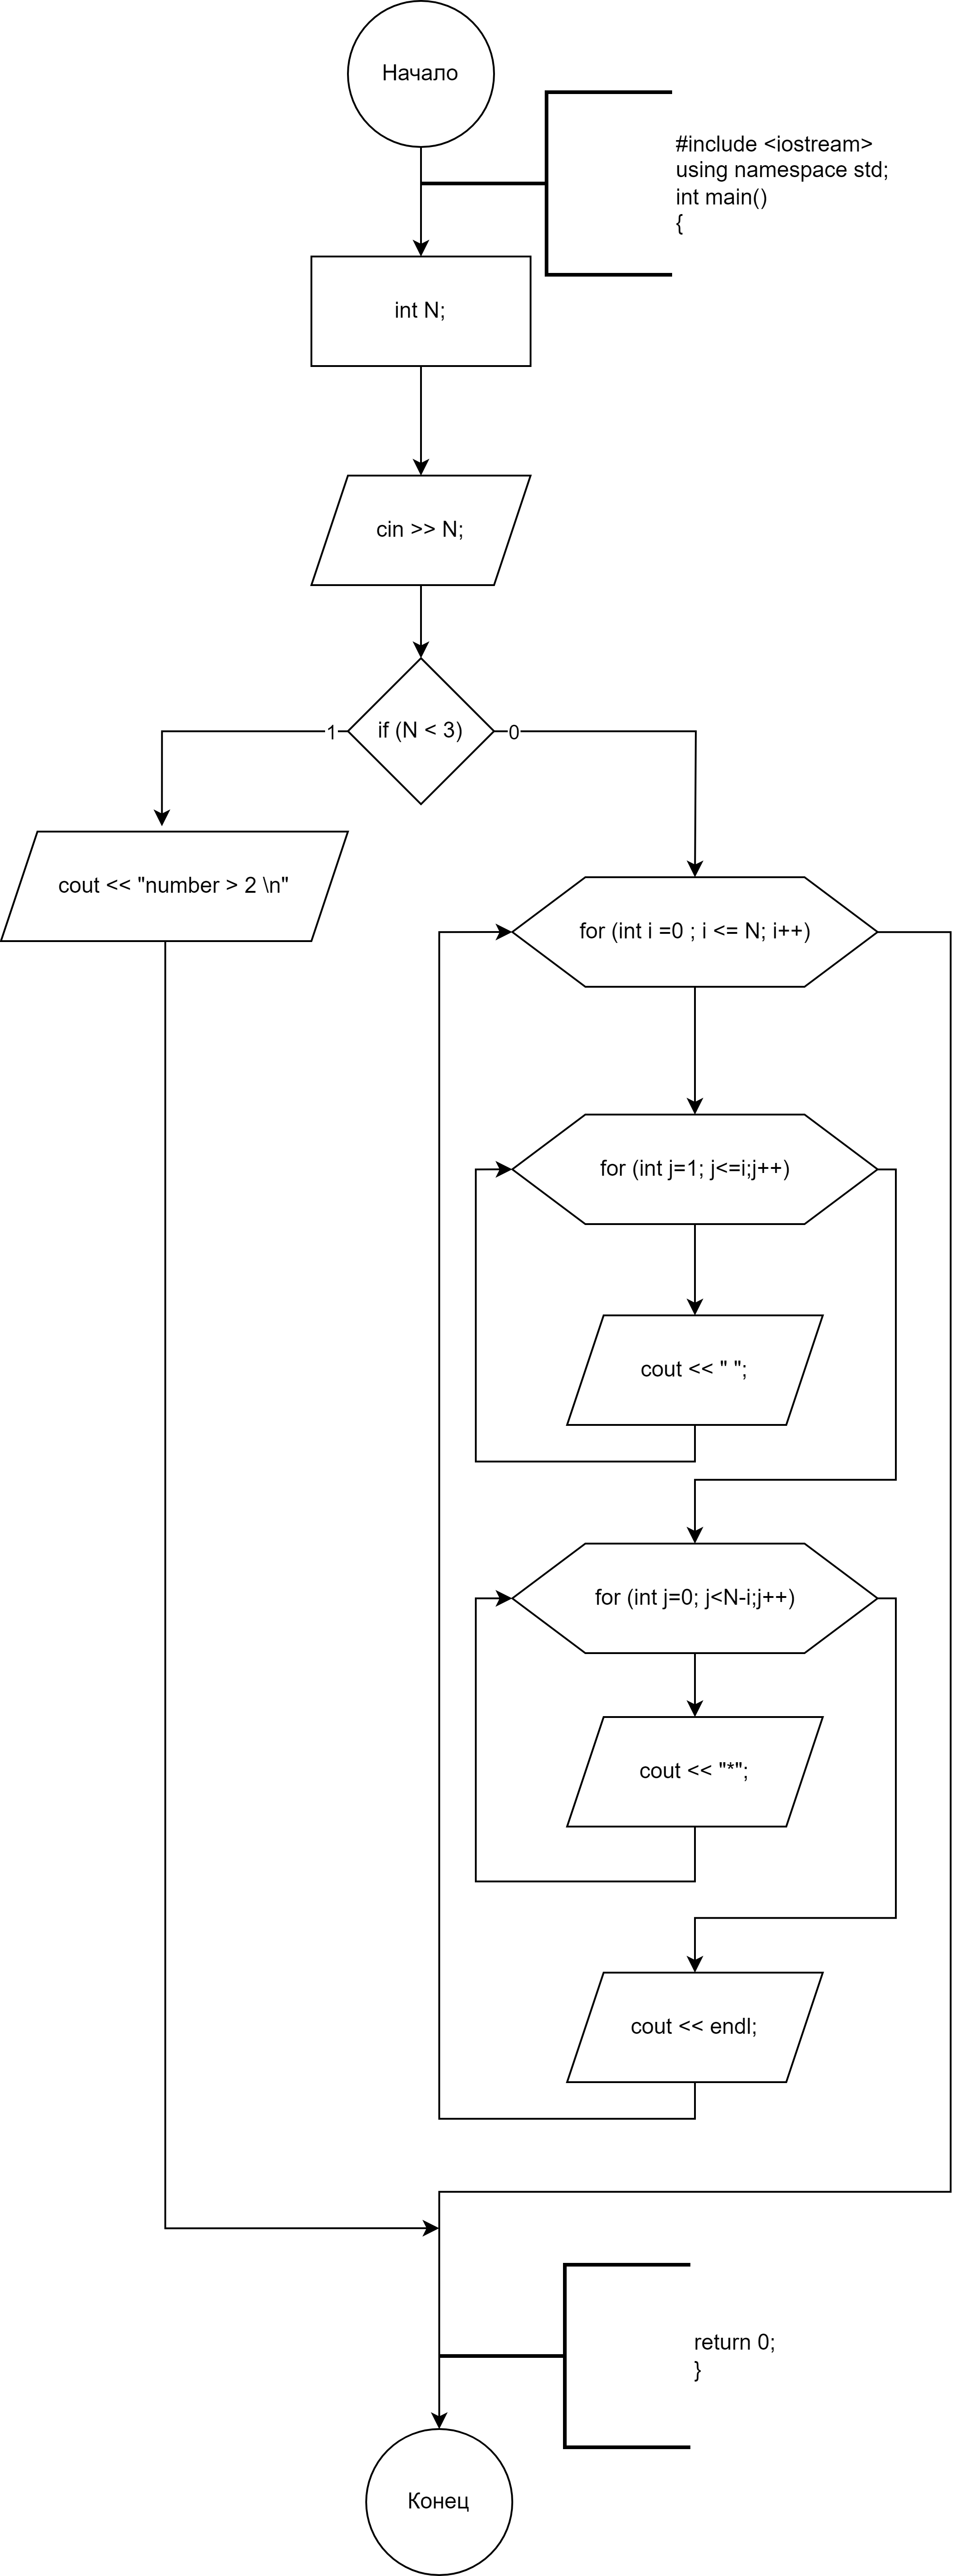 Начало
#include <iostream>
using namespace std;
int main()
{
int N;
cin >> N;
if (N < 3)
1
0
cout << "number > 2 \n"
for (int i =0 ; i <= N; i++)
for (int j=1; j<=i;j++)
cout << " ";
for (int j=0; j<N-i;j++)
cout << "*";
cout << endl;
return 0;
}
Конец